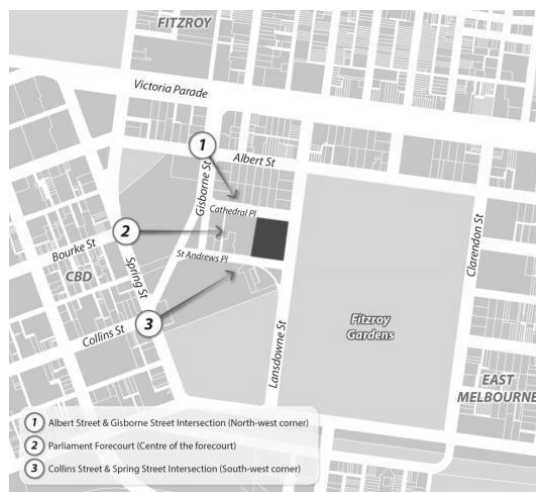 FITZROY
Victoria Parade
1
Albert St
Gisborne St
Cathedral Pl
2
Bourke St
St Andrews Pl
Clarendon St
CBD
Spring St
3
Collins St
Lansdowne St
Fitzroy
Gardens
EAST
MELBOURNE
1 Albert Street & Gisborne Street Intersection (North-west corner)
2 Parliament Forecourt (Centre of the forecourt)
3 Collins Street & Spring Street Intersection (South-west corner)